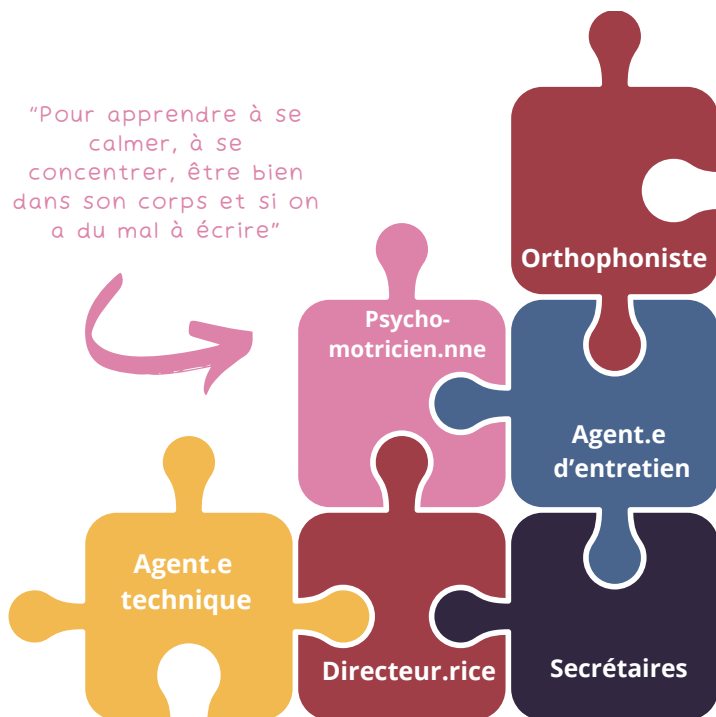 “Pour apprendre à se
calmer, à se
concentrer, être bien
dans son corps et si on
a du mal à écrire”
Orthophoniste
Psycho-
motricien.nne
Agent.e
d’entretien
Agent.e
technique
Directeur.rice
Secrétaires